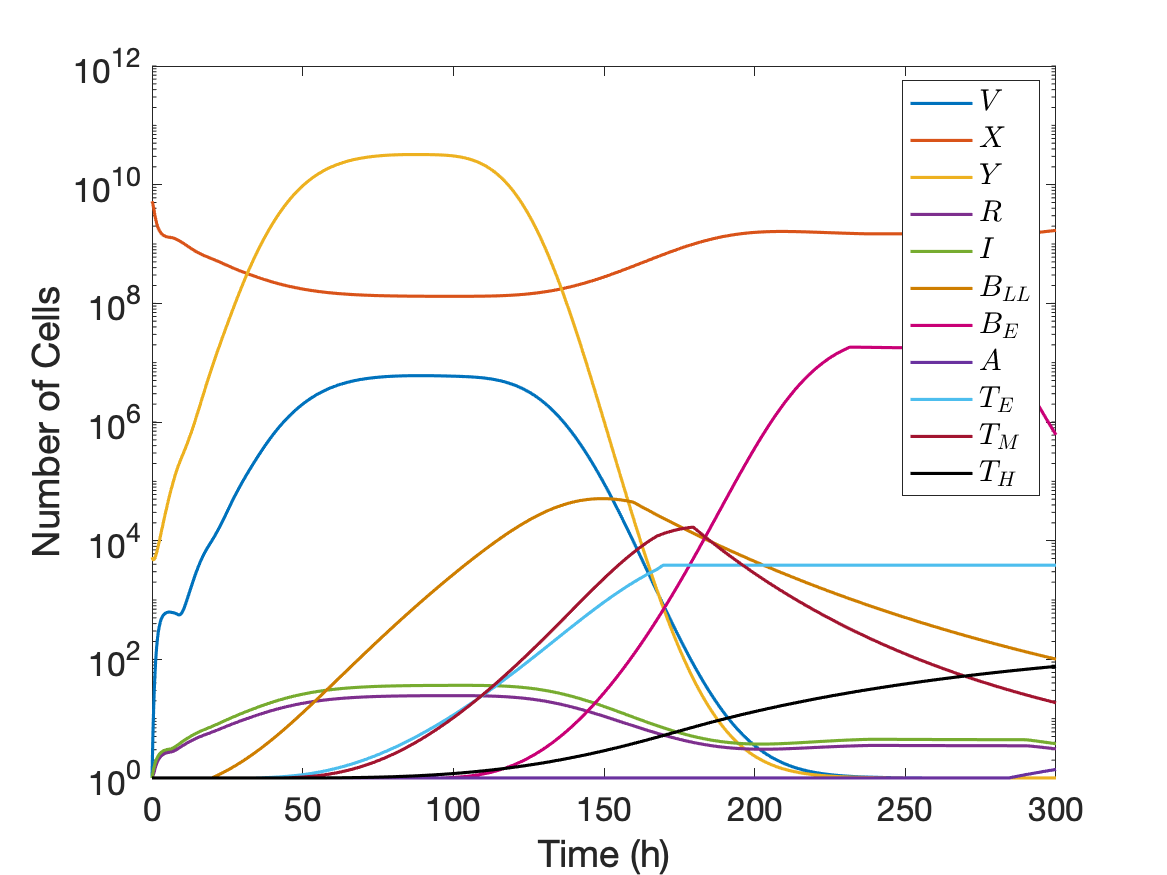 10^12
10^10
10^8
10^6
10^4
10^2
10^0
Number of Cells
0 50 100 150 200 250 300
Time (h)
V
X
Y
R
I
B_LL
B_E
A
T_E
T_M
T_H